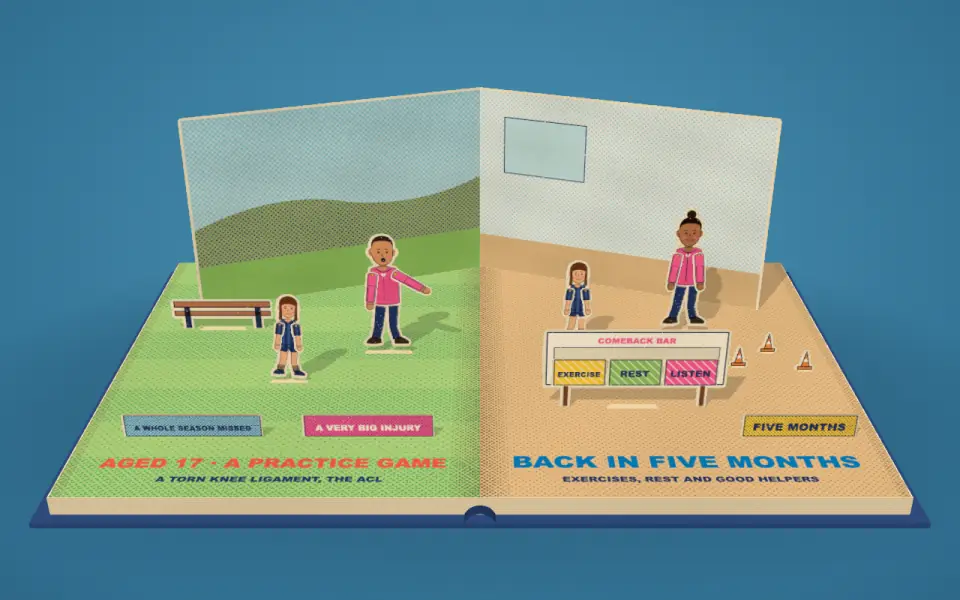 A WHOLE SEASON MISSED
A VERY BIG INJURY
AGED 17 · A PRACTICE GAME
A TORN KNEE LIGAMENT, THE ACL
COMEBACK BAR
EXERCISE
REST
LISTEN
FIVE MONTHS
BACK IN FIVE MONTHS
EXERCISES, REST AND GOOD HELPERS